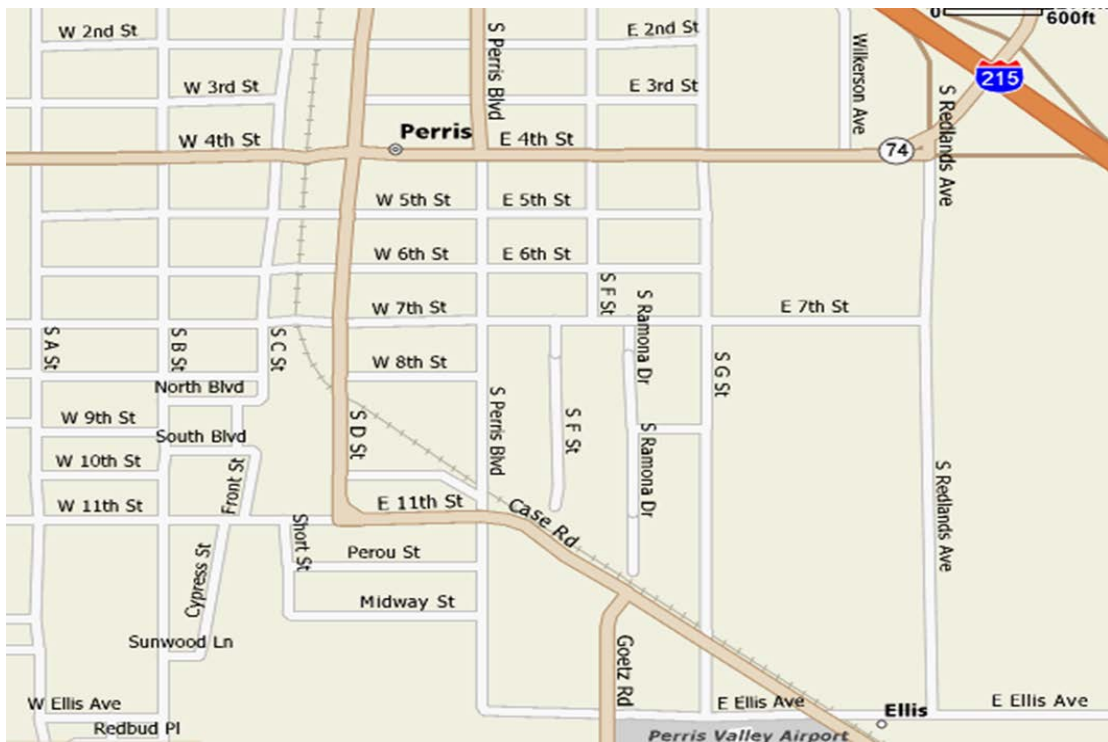 0
600ft
W 2nd St
S Perris Blvd
E 2nd St
Wilkerson Ave
215
W 3rd St
E 3rd St
S Redlands Ave
Perris
W 4th St
E 4th St
74
W 5th St
E 5th St
W 6th St
E 6th St
S F St
S Ramona Dr
W 7th St
E 7th St
S A St
S B St
S C St
W 8th St
S G St
North Blvd
S Perris Blvd
W 9th St
S D St
S F St
South Blvd
S Ramona Dr
W 10th St
Front St
S Redlands Ave
W 11th St
E 11th St
Case Rd
Short St
Perou St
Cypress St
Midway St
Sunwood Ln
Goetz Rd
W Ellis Ave
E Ellis Ave
Ellis
E Ellis Ave
Redbud Pl
Perris Valley Airport